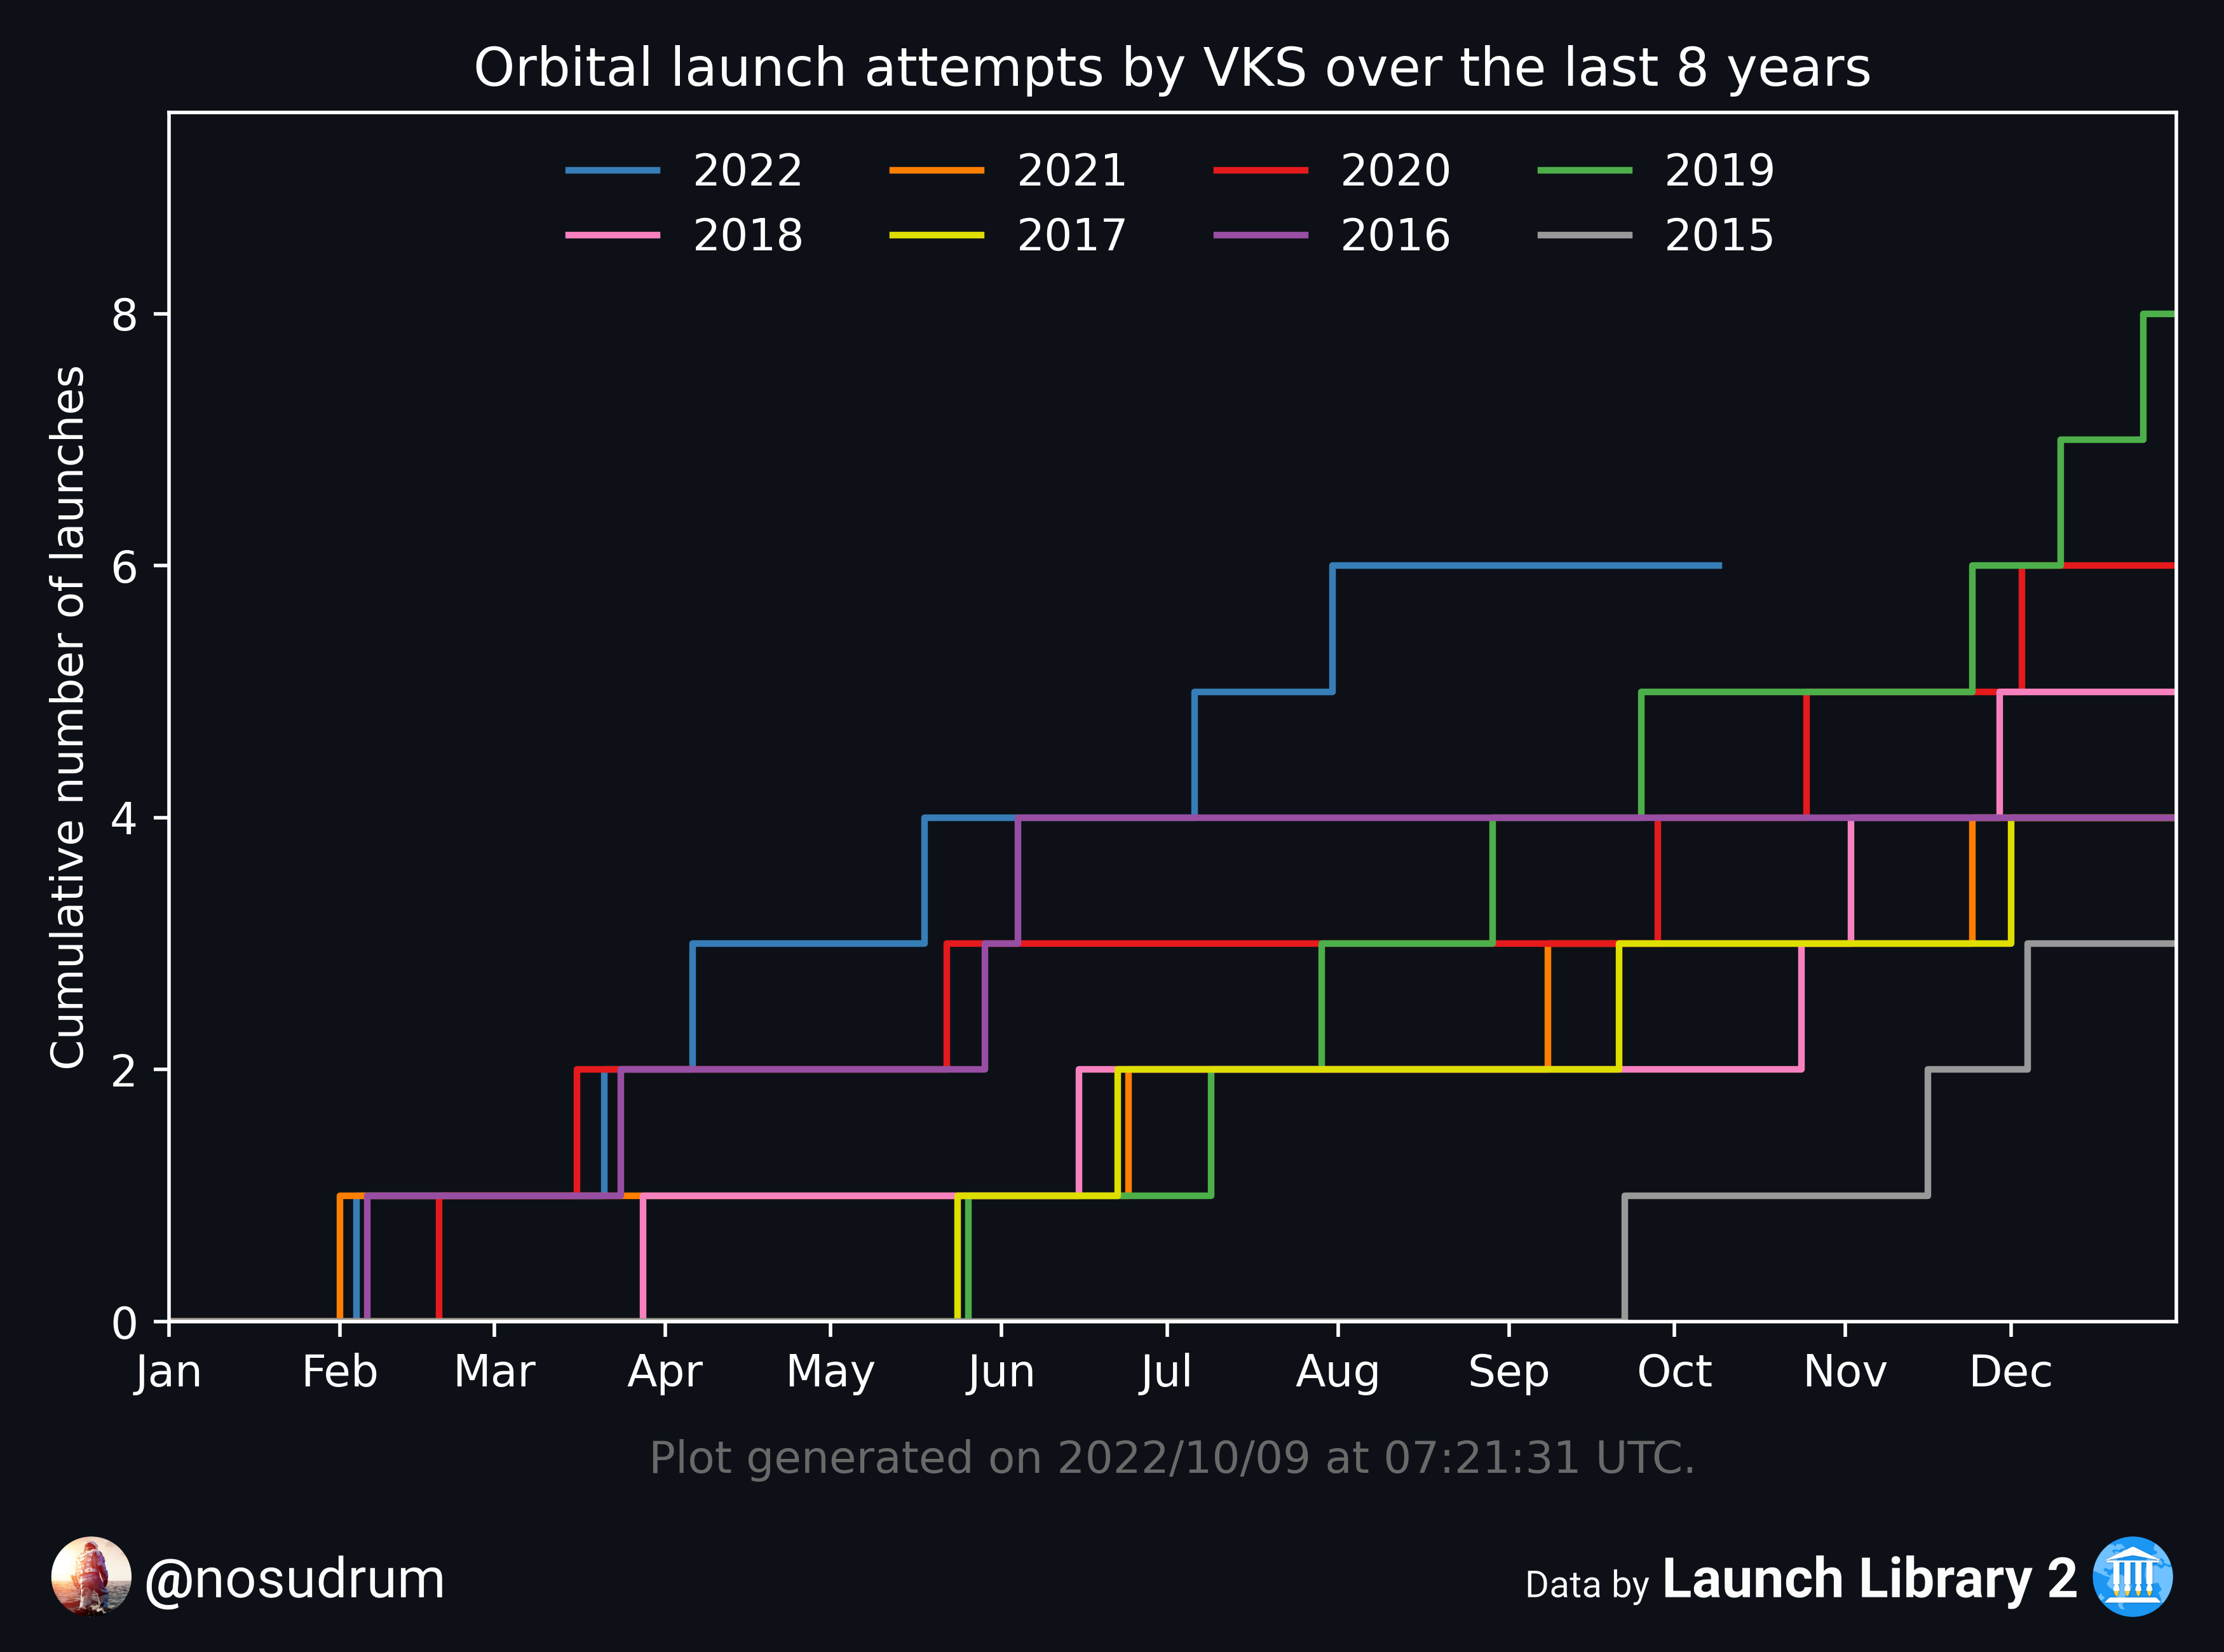 Orbital launch attempts by VKS over the last 8 years
2022 2021 2020 2019
2018 2017 2016 2015
Cumulative number of launches
8
6
4
2
0
Jan Feb Mar Apr May Jun Jul Aug Sep Oct Nov Dec
Plot generated on 2022/10/09 at 07:21:31 UTC.
@nosudrum
Data by Launch Library 2